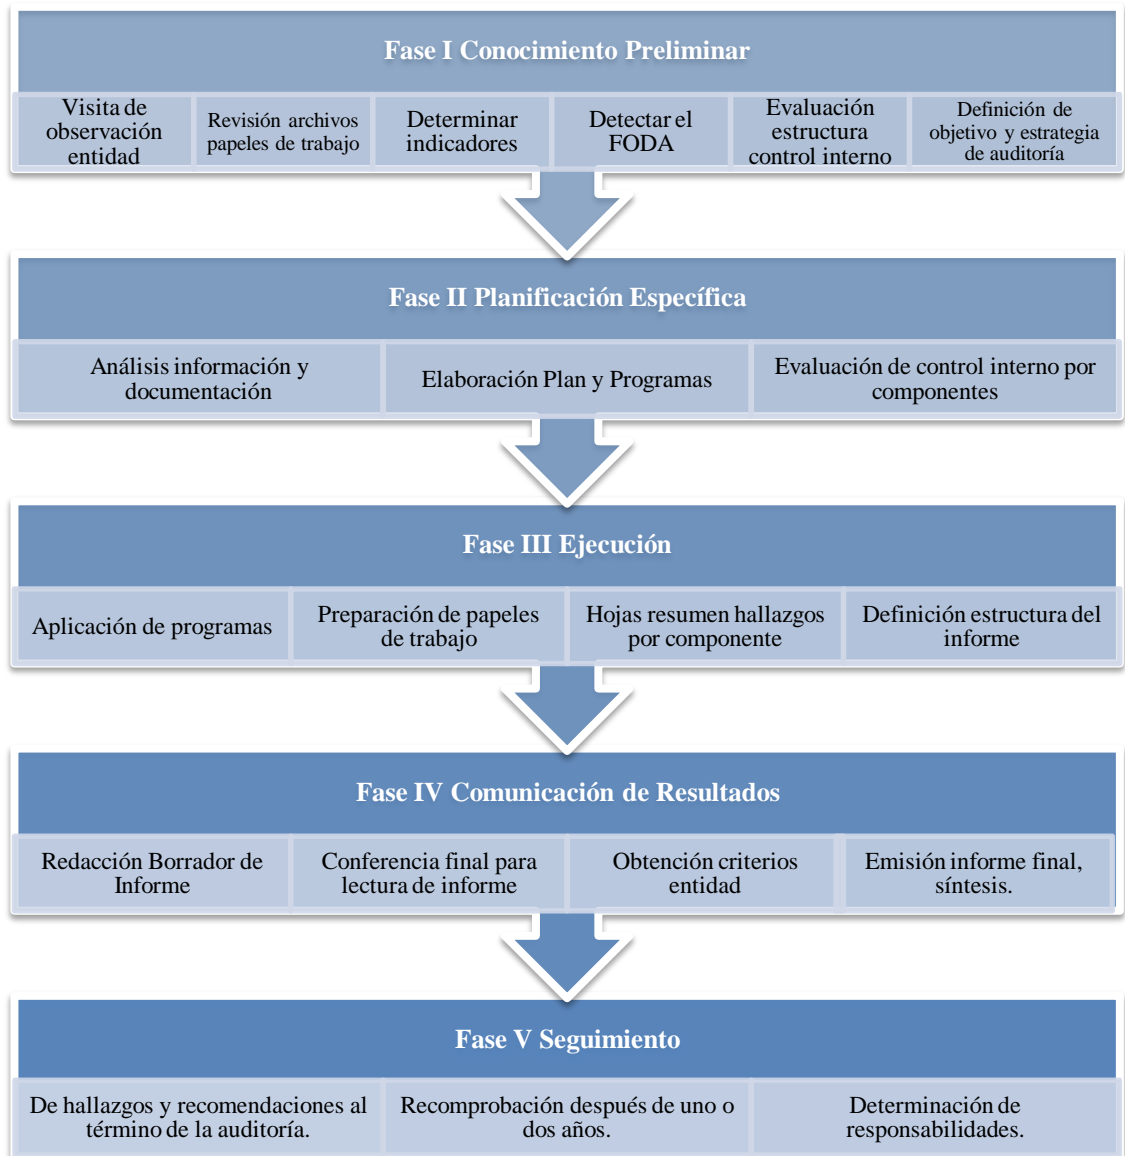 Fase I Conocimiento Preliminar
Visita de
observación
entidad
Revisión archivos
papeles de trabajo
Determinar
indicadores
Detectar el
FODA
Evaluación
estructura
control interno
Definición de
objetivo y estrategia
de auditoría
Fase II Planificación Específica
Análisis información y
documentación
Elaboración Plan y Programas
Evaluación de control interno por
componentes
Fase III Ejecución
Aplicación de programas
Preparación de papeles
de trabajo
Hojas resumen hallazgos
por componente
Definición estructura del
informe
Fase IV Comunicación de Resultados
Redacción Borrador de
Informe
Conferencia final para
lectura de informe
Obtención criterios
entidad
Emisión informe final,
síntesis.
Fase V Seguimiento
De hallazgos y recomendaciones al
término de la auditoría.
Recomprobación después de uno o
dos años.
Determinación de
responsabilidades.